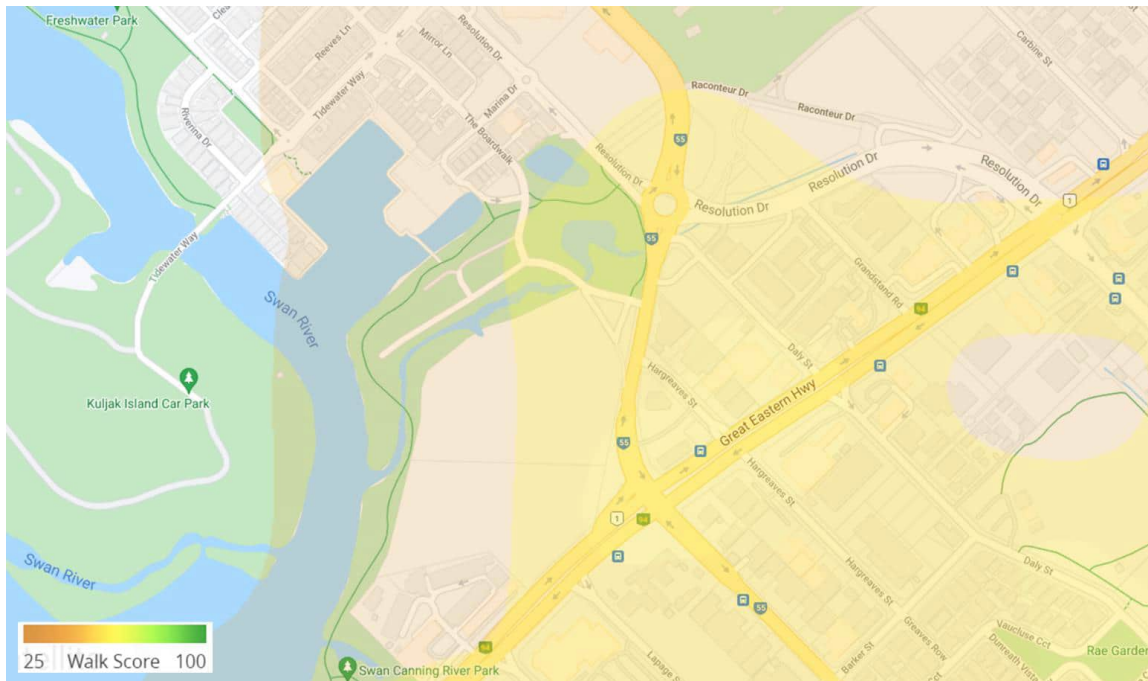 Freshwater Park
Reeves Ln
Mirror Ln
Resolution Dr
Carbine St
Tidewater Way
Marina Dr
Raconteur Dr
Raconteur Dr
Riverina Dr
The Boardwalk
55
Resolution Dr
Resolution Dr
Resolution Dr
Resolution Dr
1
Tidewater Way
55
Grandstand Rd
Swan River
94
Daly St
Hargreaves St
Kuljak Island Car Park
Great Eastern Hwy
55
Hargreaves St
1
94
Swan River
Hargreaves St
Daly St
55
Greaves Row
Vaucluse Cct
Barker St
Dunreath Vista
Rae Garden
94
Lapage St
Swan Canning River Park
25 Walk Score 100